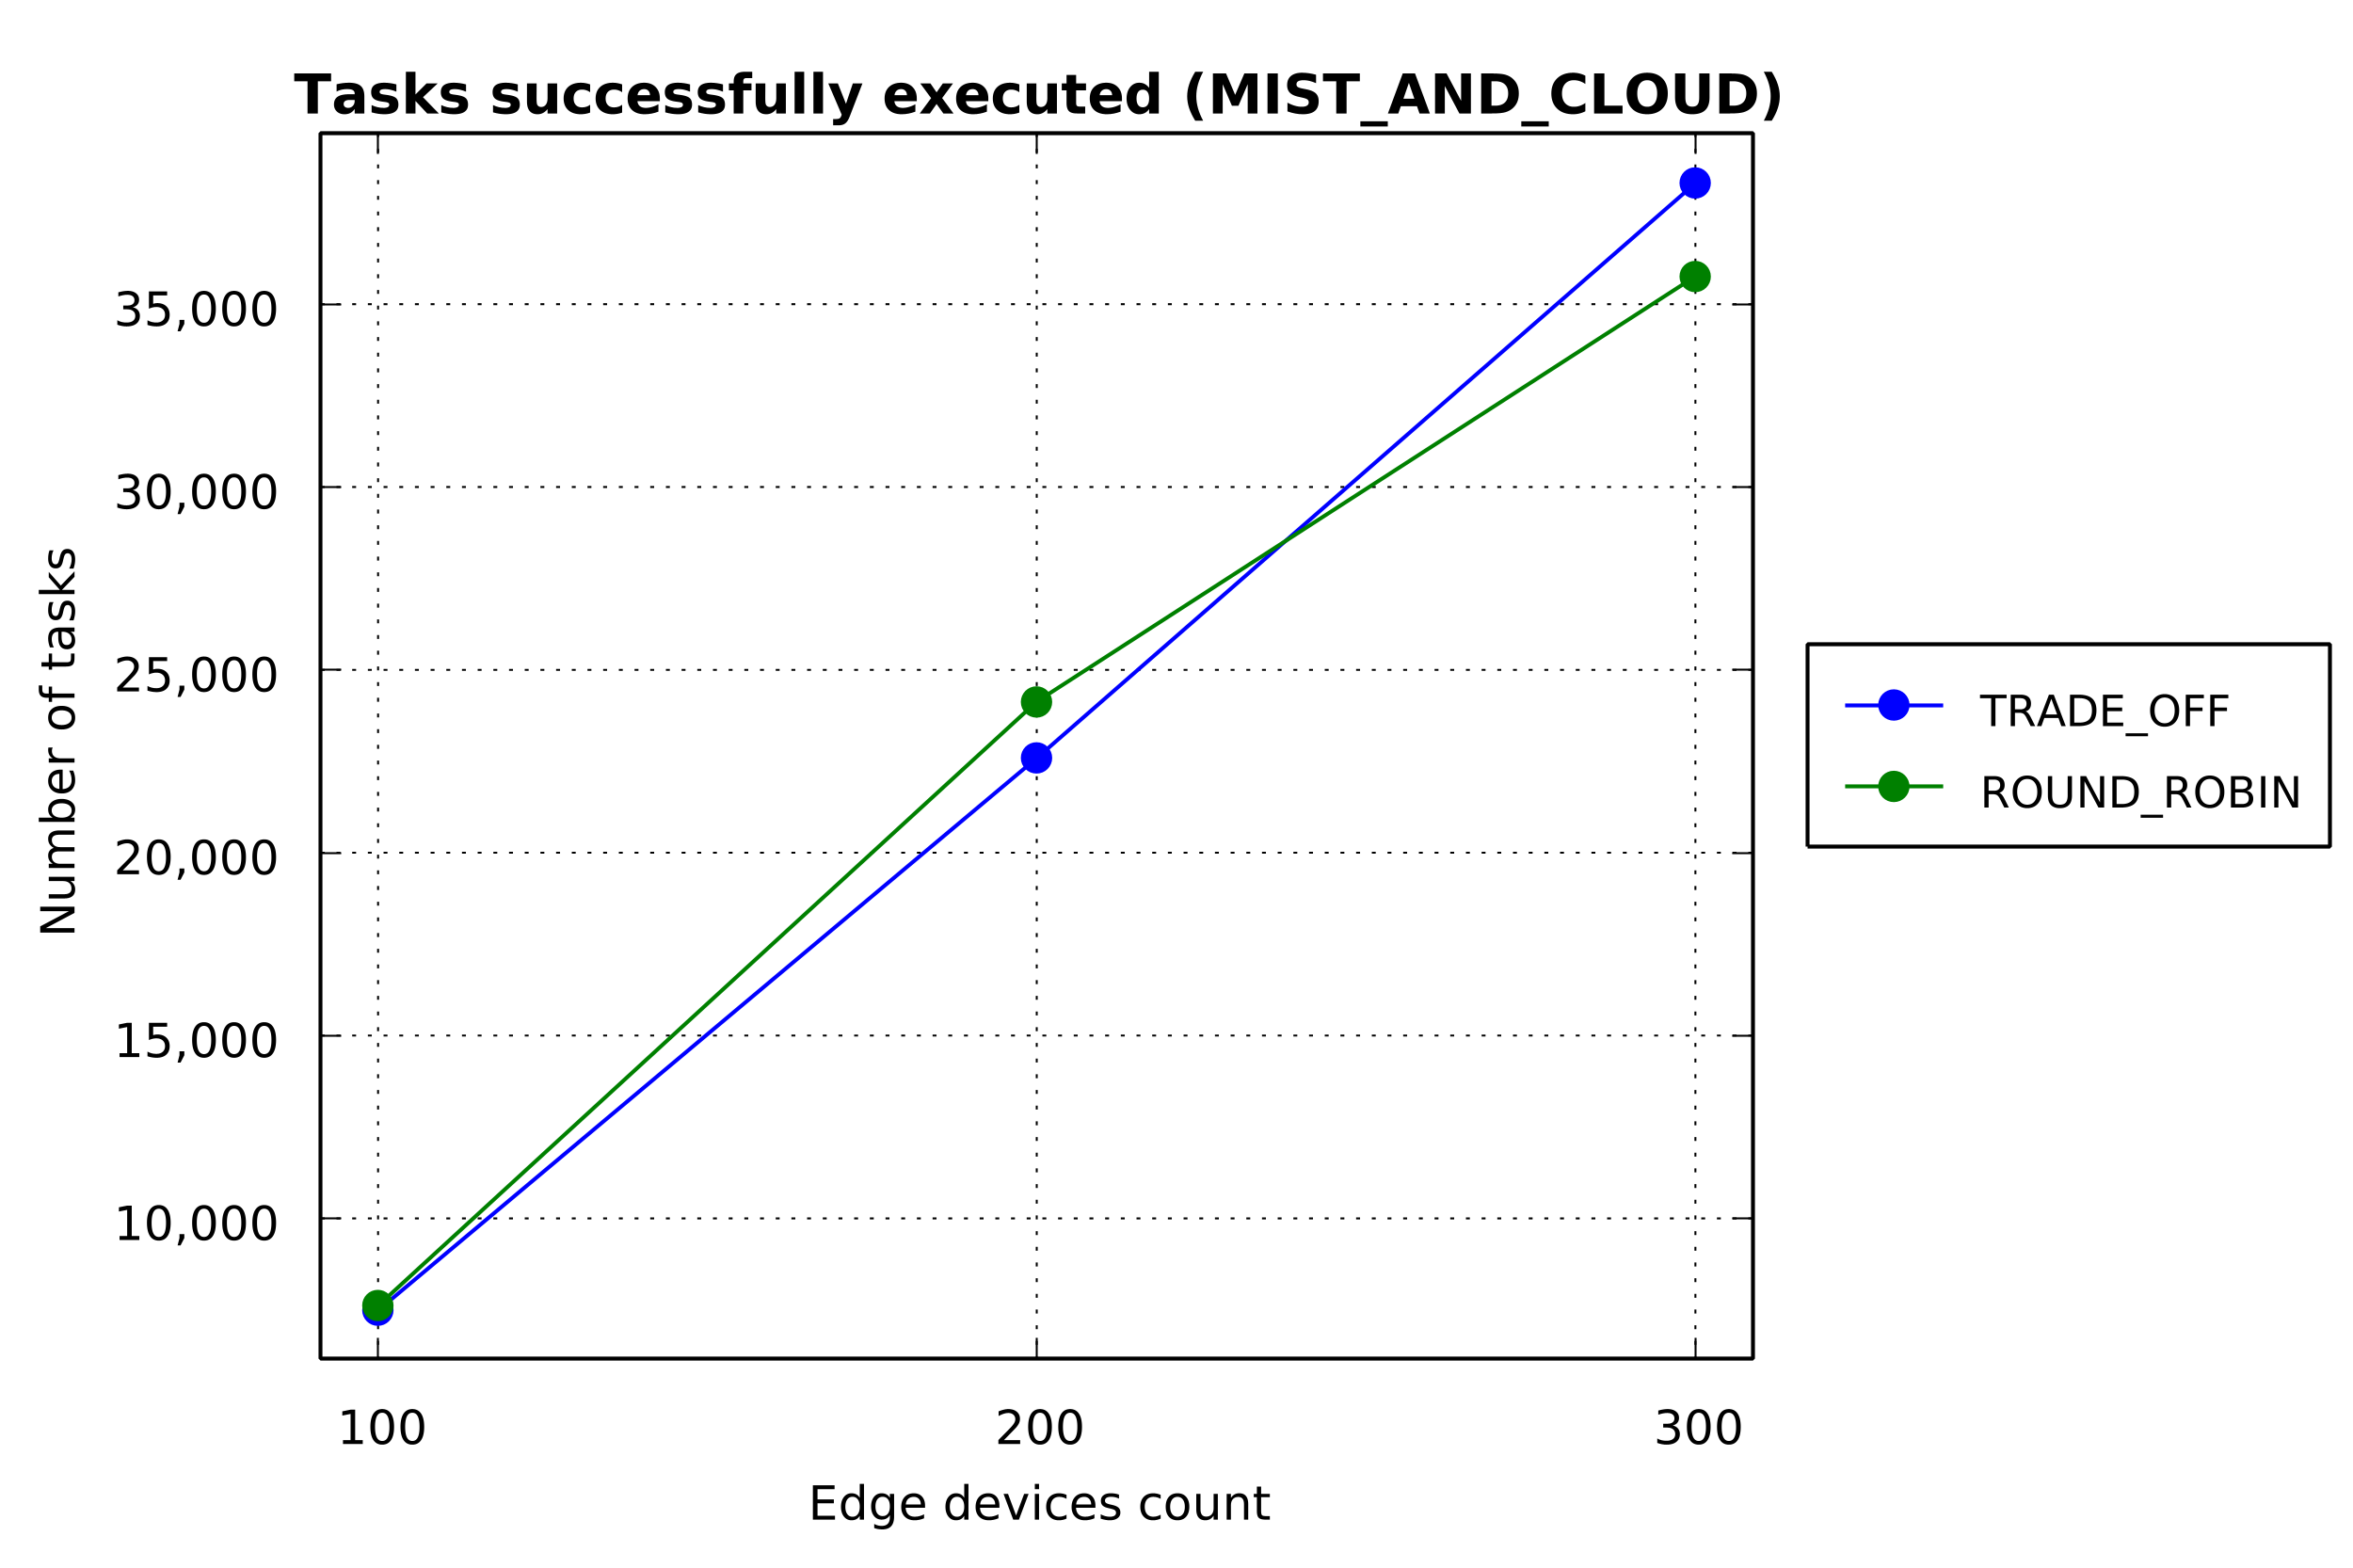 Tasks successfully executed (MIST_AND_CLOUD)
35,000
30,000
25,000
20,000
15,000
10,000
Number of tasks
100 200 300
Edge devices count
TRADE_OFF
ROUND_ROBIN